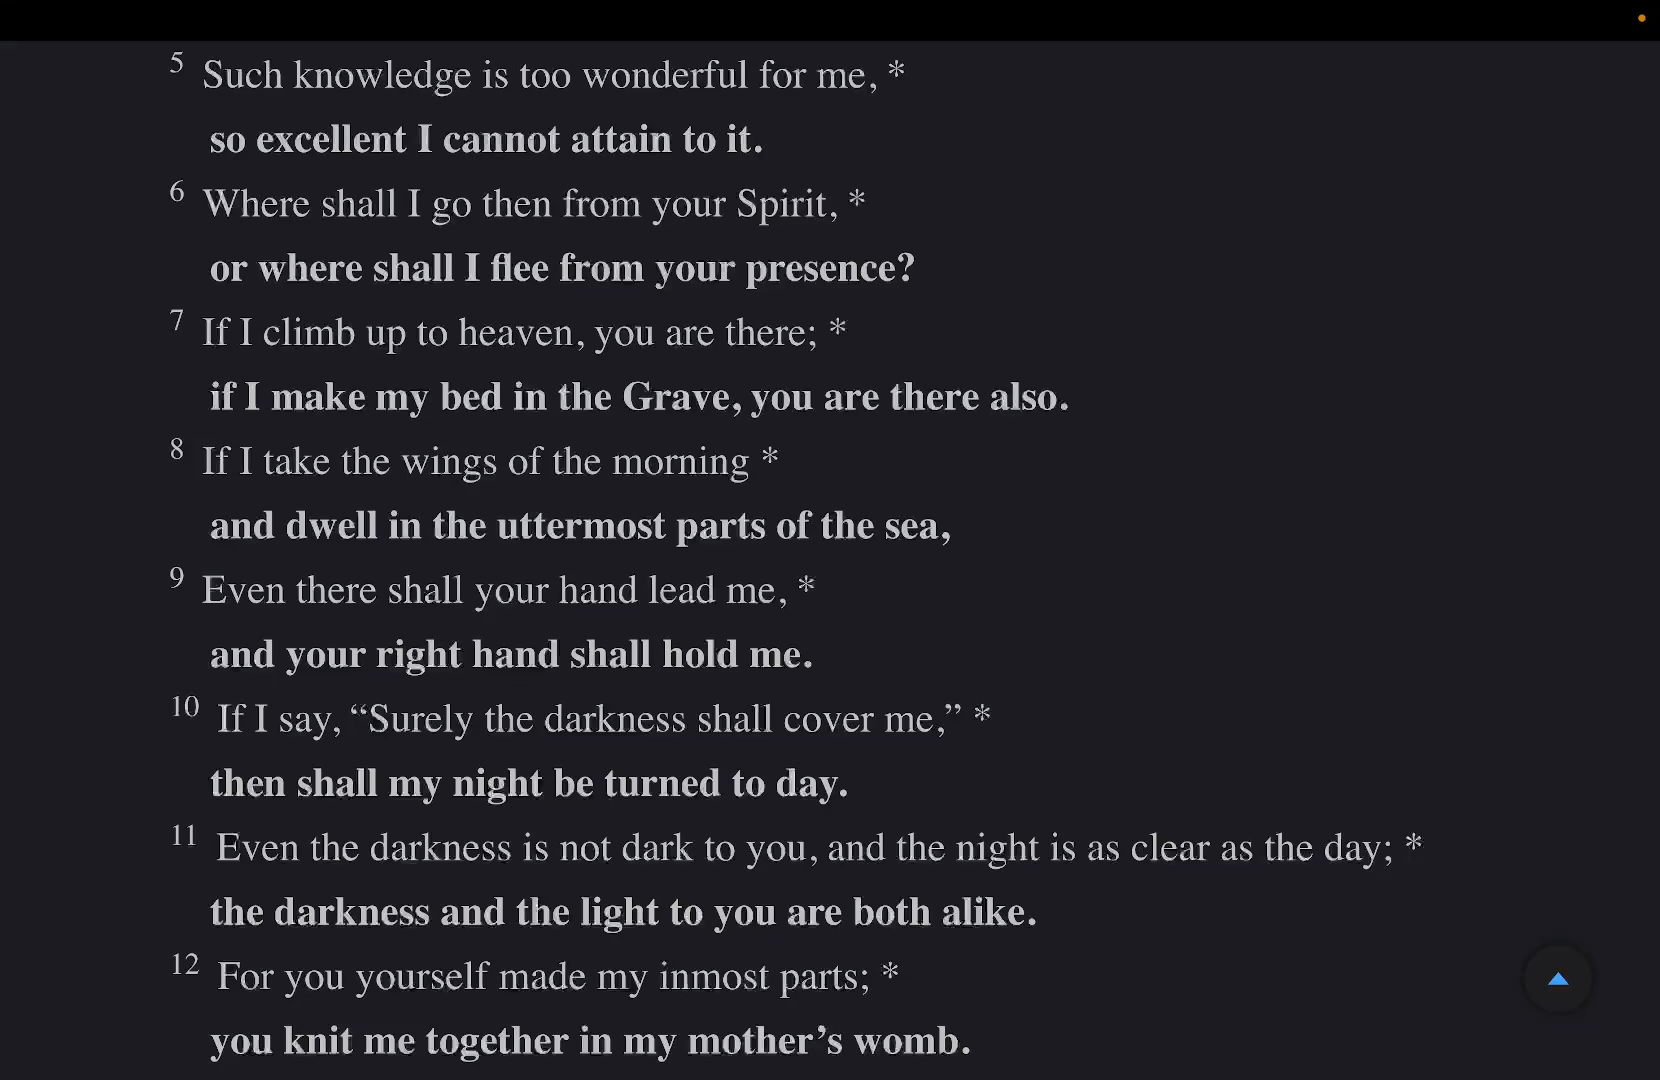 5 Such knowledge is too wonderful for me, *
so excellent I cannot attain to it.
6 Where shall I go then from your Spirit, *
or where shall I flee from your presence?
7 If I climb up to heaven, you are there; *
if I make my bed in the Grave, you are there also.
8 If I take the wings of the morning *
and dwell in the uttermost parts of the sea,
9 Even there shall your hand lead me, *
and your right hand shall hold me.
10 If I say, “Surely the darkness shall cover me,” *
then shall my night be turned to day.
11 Even the darkness is not dark to you, and the night is as clear as the day; *
the darkness and the light to you are both alike.
12 For you yourself made my inmost parts; *
you knit me together in my mother’s womb.